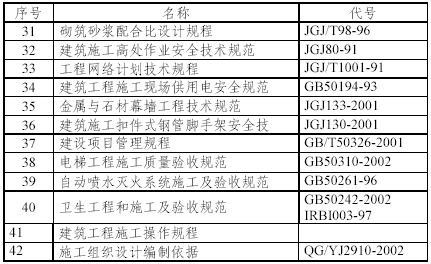 序号 名称 代号
31 砌筑砂浆配合比设计规程 JGJ/T98-96
32 建筑施工高处作业安全技术规范 JGJ80-91
33 工程网络计划技术规程 JGJ/T1001-91
34 建筑工程施工现场供用电安全规范 GB50194-93
35 金属与石材幕墙工程技术规范 JGJ133-2001
36 建筑施工扣件式钢管脚手架安全技 JGJ130-2001
37 建设项目管理规程 GB/T50326-2001
38 电梯工程施工质量验收规范 GB50310-2002
39 自动喷水灭火系统施工及验收规范 GB50261-96
40 卫生工程和施工及验收规范 GB50242-2002
IRBI003-97
41 建筑工程施工操作规程
42 施工组织设计编制依据 QG/YJ2910-2002